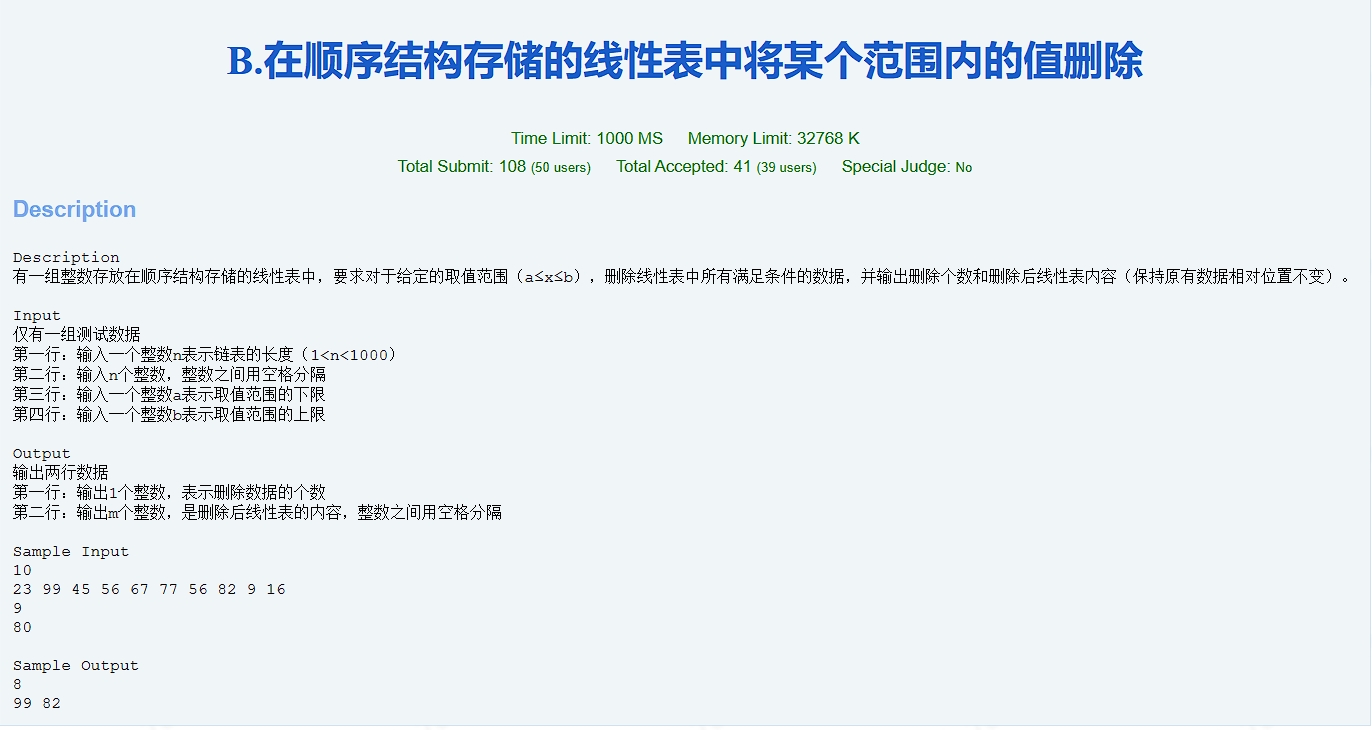 B.在顺序结构存储的线性表中将某个范围内的值删除
Time Limit: 1000 MS Memory Limit: 32768 K
Total Submit: 108 (50 users) Total Accepted: 41 (39 users) Special Judge: No
Description
Description
有一组整数存放在顺序结构存储的线性表中，要求对于给定的取值范围（a≤x≤b），删除线性表中所有满足条件的数据，并输出删除个数和删除后线性表内容（保持原有数据相对位置不变）。
Input
仅有一组测试数据
第一行：输入一个整数n表示链表的长度（1<n<1000）
第二行：输入n个整数，整数之间用空格分隔
第三行：输入一个整数a表示取值范围的下限
第四行：输入一个整数b表示取值范围的上限
Output
输出两行数据
第一行：输出1个整数，表示删除数据的个数
第二行：输出m个整数，是删除后线性表的内容，整数之间用空格分隔
Sample Input
10
23 99 45 56 67 77 56 82 9 16
9
80
Sample Output
8
99 82